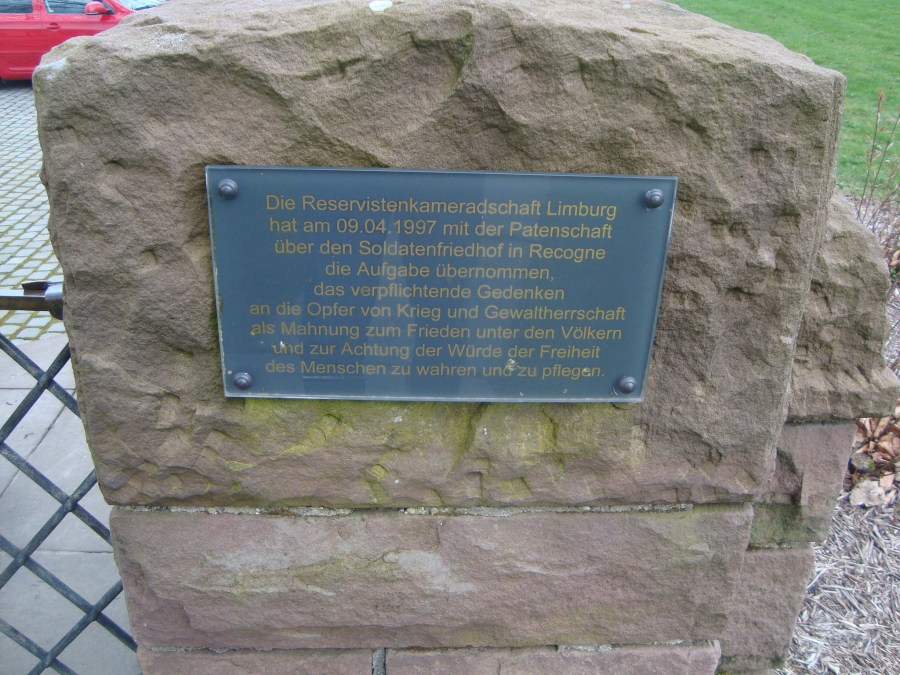 Die Reservistenkameradschaft Limburg
hat am 09.04.1997 mit der Patenschaft
über den Soldatenfriedhof in Recogne
die Aufgabe übernommen,
das verpflichtende Gedenken
an die Opfer von Krieg und Gewaltherrschaft
als Mahnung zum Frieden unter den Völkern
und zur Achtung der Würde der Freiheit
des Menschen zu wahren und zu pflegen.